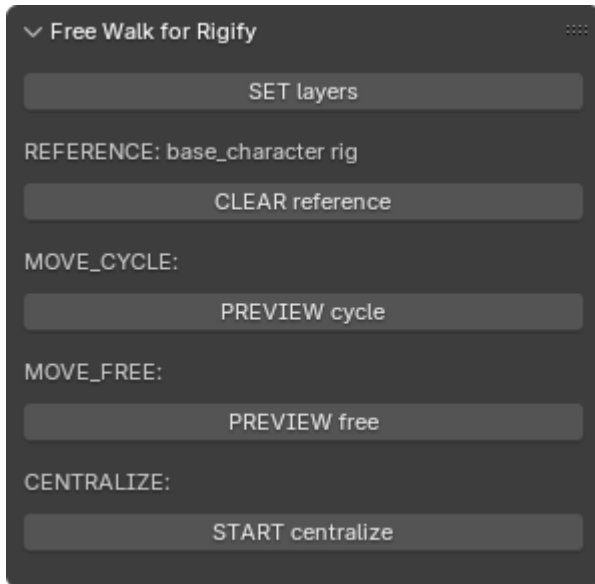 Free Walk for Rigify
SET layers
REFERENCE: base_character rig
CLEAR reference
MOVE_CYCLE:
PREVIEW cycle
MOVE_FREE:
PREVIEW free
CENTRALIZE:
START centralize